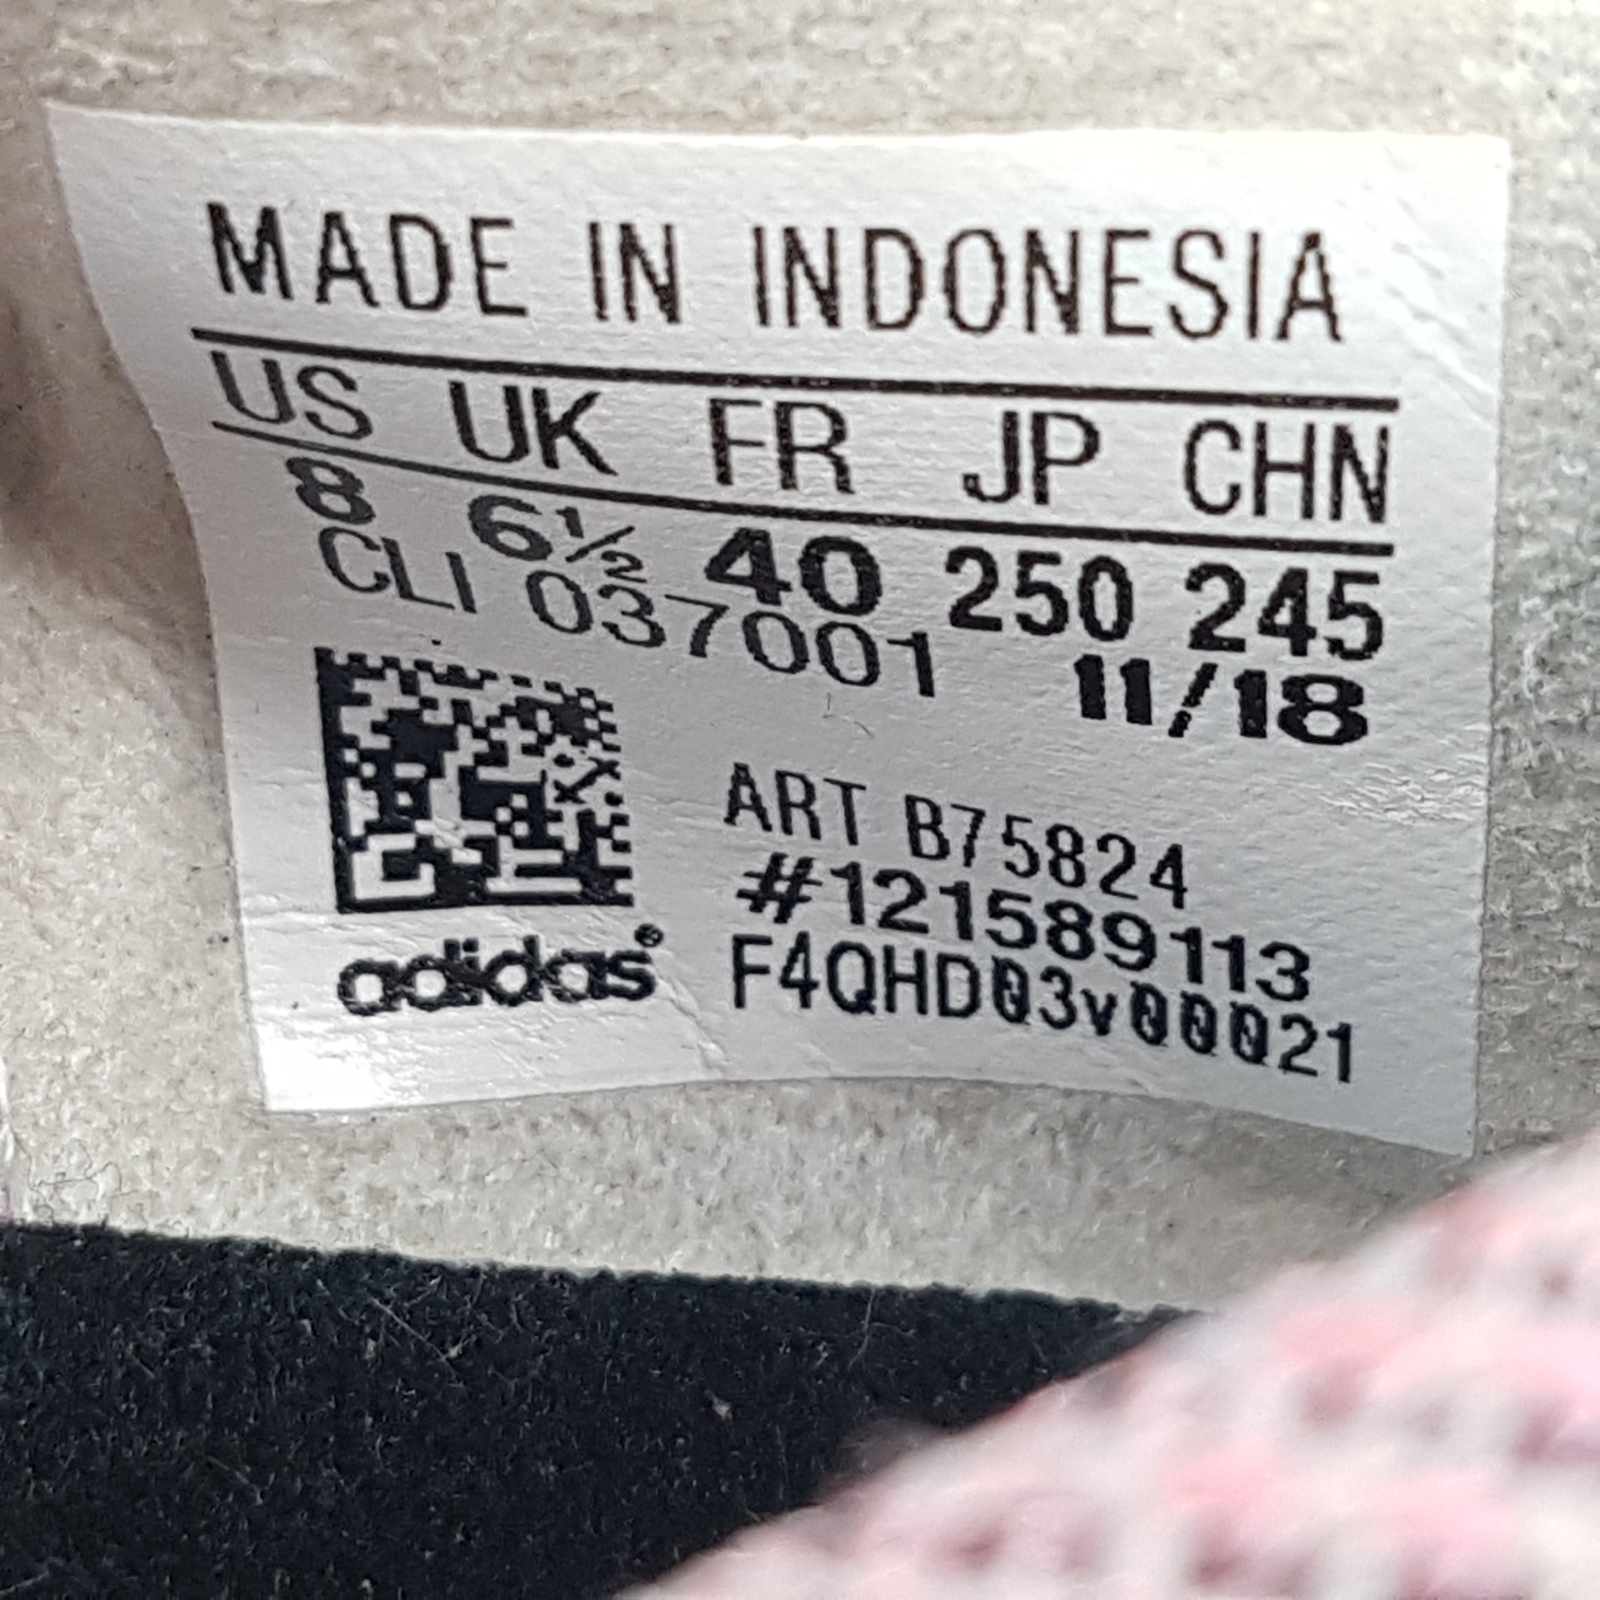 MADE IN INDONESIA
US UK FR JP CHN
8 6½ 40 250 245
CLI 037001 11/18
ART B75824
#121589113
F4QHD03v00021
adidas®